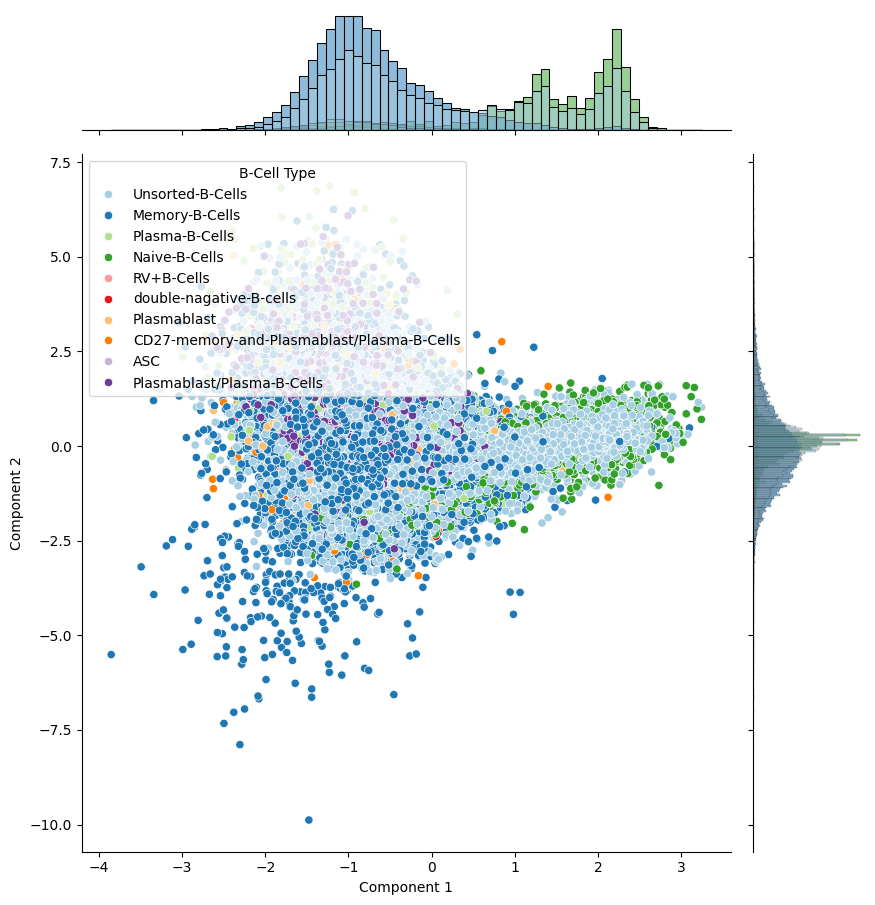 7.5
5.0
2.5
0.0
−2.5
−5.0
−7.5
−10.0
Component 2
B-Cell Type
Unsorted-B-Cells
Memory-B-Cells
Plasma-B-Cells
Naive-B-Cells
RV+B-Cells
double-nagative-B-cells
Plasmablast
CD27-memory-and-Plasmablast/Plasma-B-Cells
ASC
Plasmablast/Plasma-B-Cells
−4 −3 −2 −1 0 1 2 3
Component 1